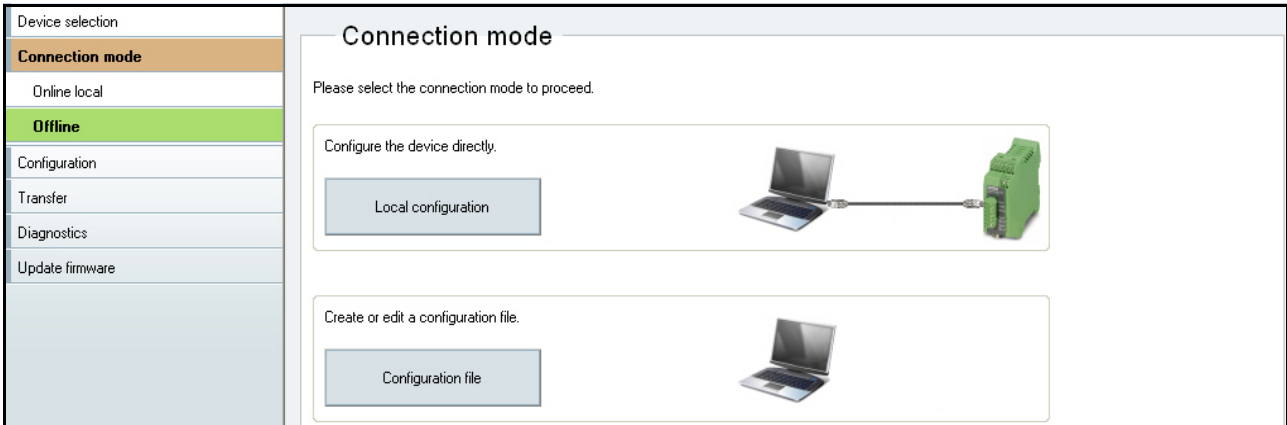 Device selection
Connection mode
Online local
Offline
Configuration
Transfer
Diagnostics
Update firmware
Connection mode
Please select the connection mode to proceed.
Configure the device directly.
Local configuration
Create or edit a configuration file.
Configuration file